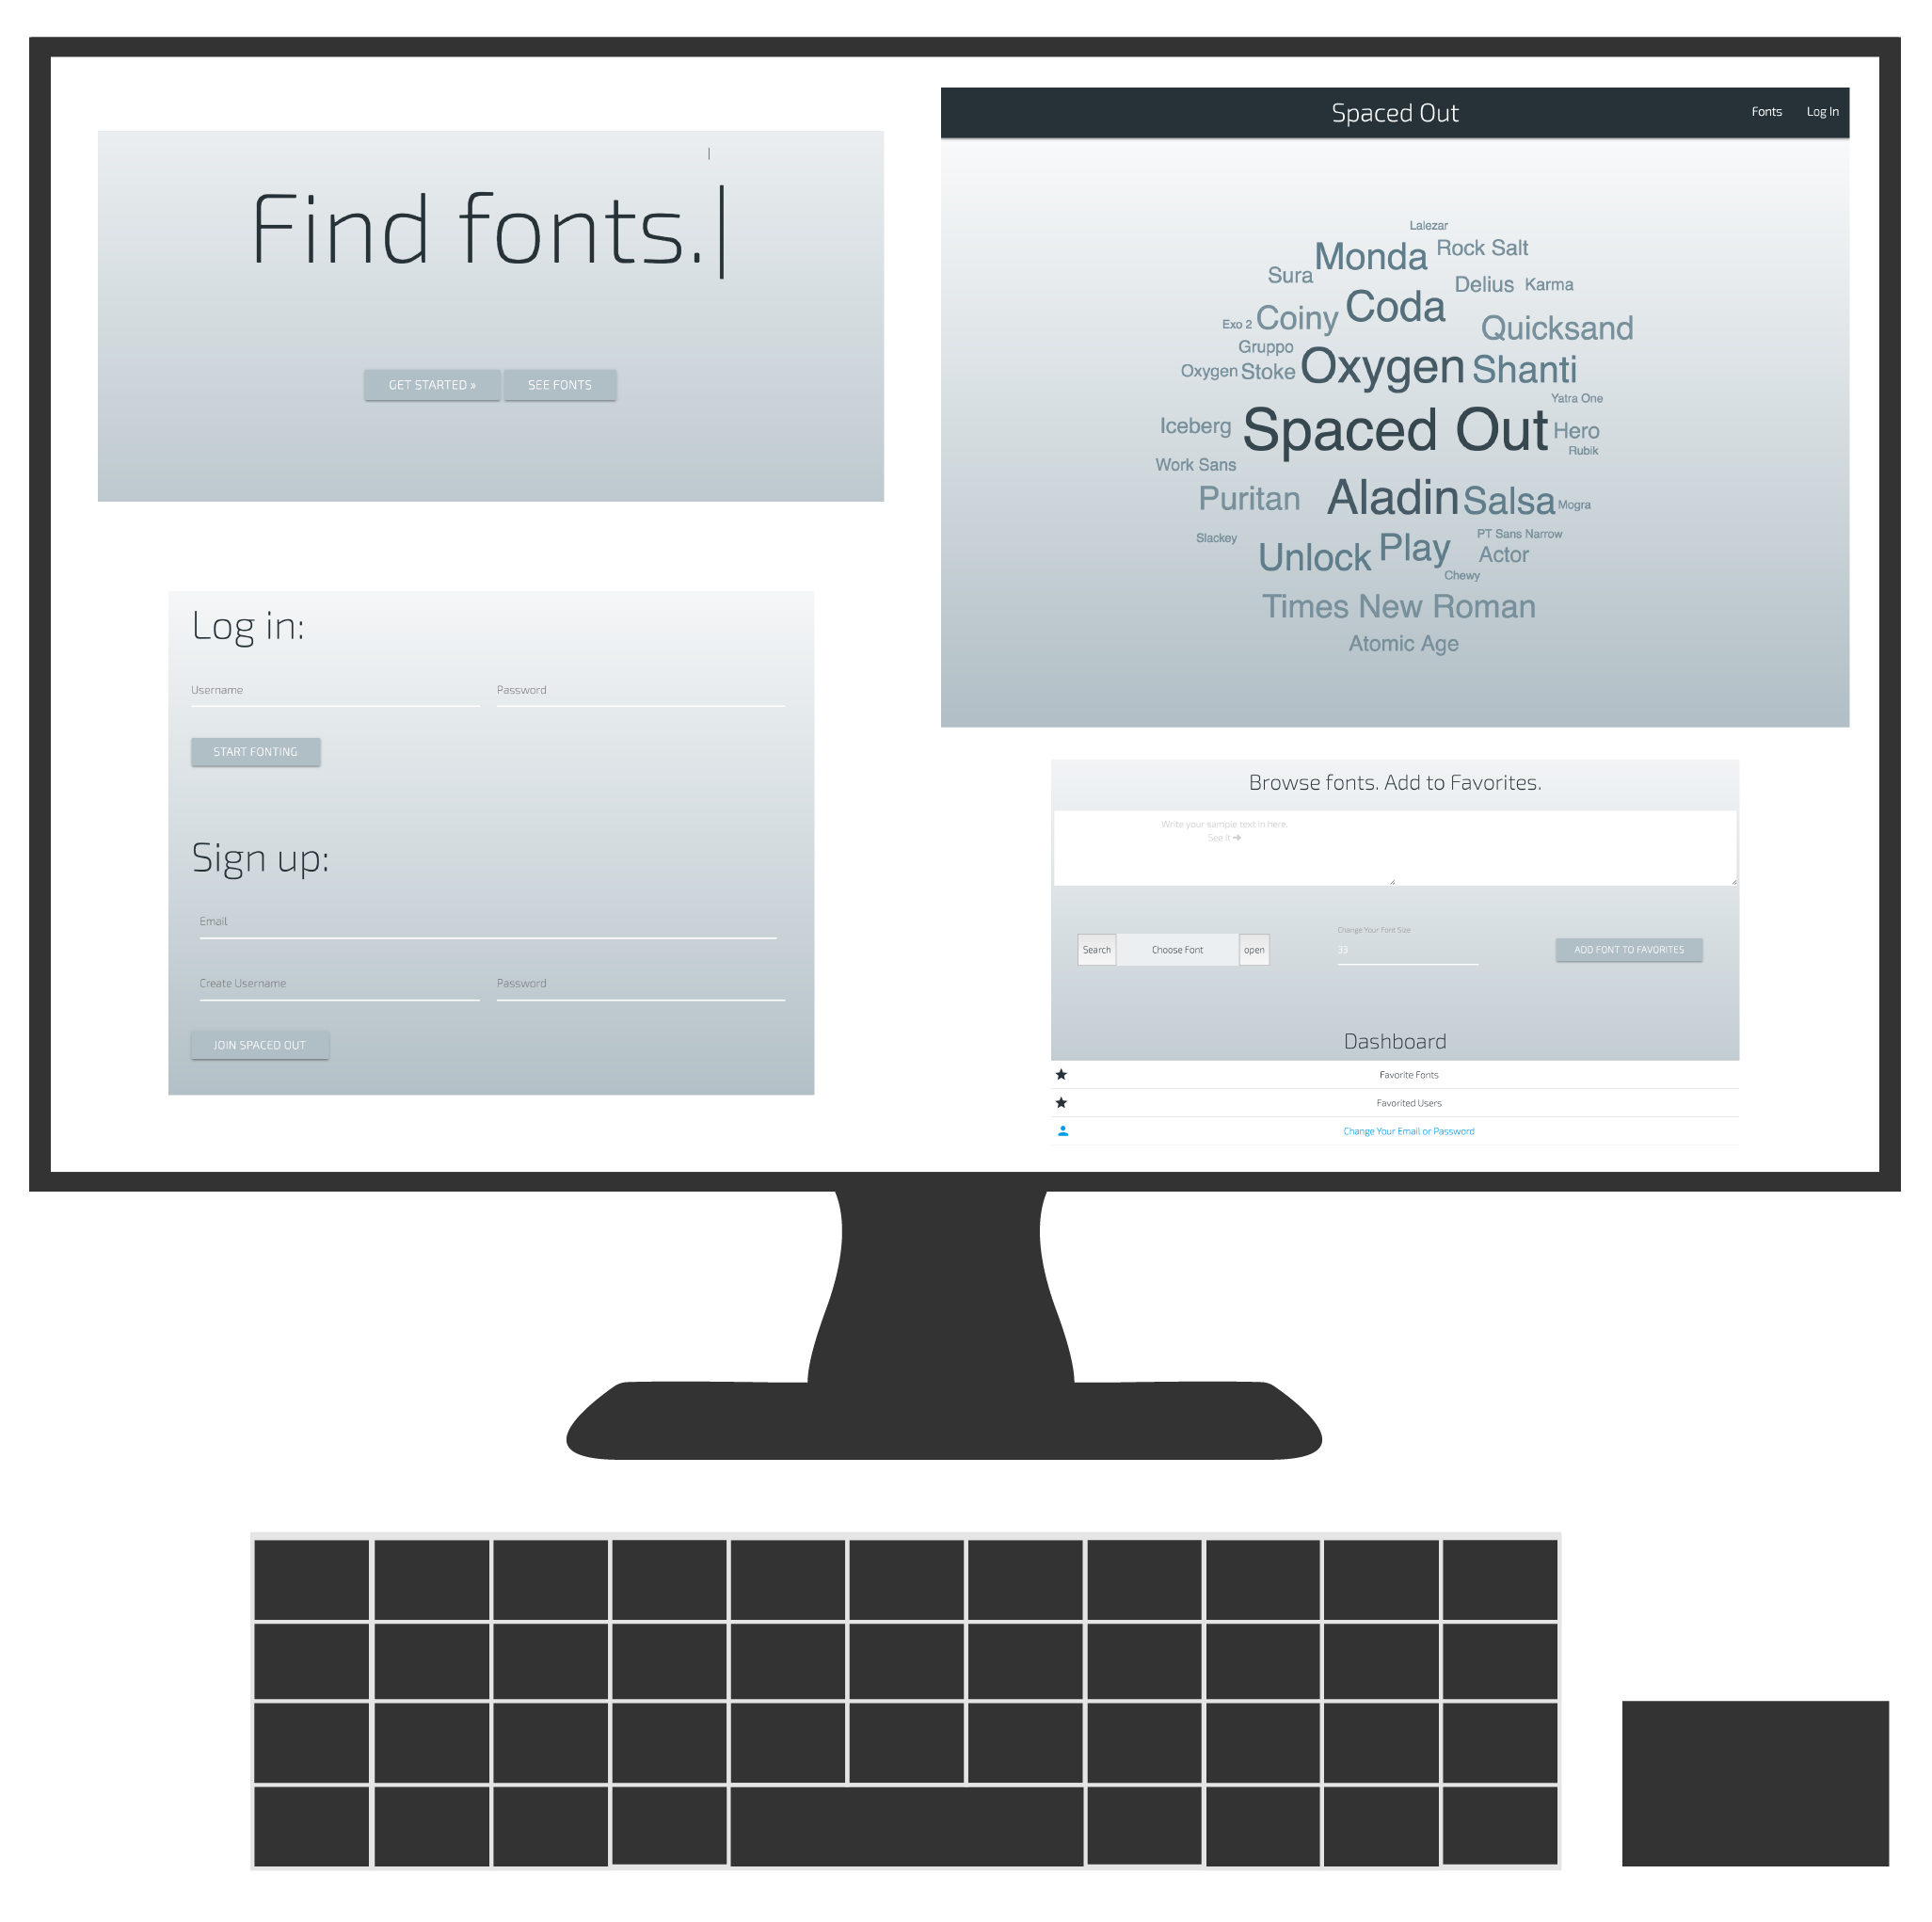 Find fonts.
GET STARTED »
SEE FONTS
Log in:
Username
Password
START FONTING
Sign up:
Email
Create Username
Password
JOIN SPACED OUT
Spaced Out
Fonts
Log In
Lalezar
Monda
Rock Salt
Sura
Delius
Karma
Coda
Coiny
Exo 2
Quicksand
Gruppo
Oxygen
Shanti
Oxygen
Stoke
Yatra One
Iceberg
Spaced Out
Hero
Rubik
Work Sans
Puritan
Aladin
Salsa
Mogra
Slackey
Unlock
Play
PT Sans Narrow
Actor
Chewy
Times New Roman
Atomic Age
Browse fonts. Add to Favorites.
Write your sample text in here.
See it
Search
Choose Font
open
Change Your Font Size
33
ADD FONT TO FAVORITES
Dashboard
Favorite Fonts
Favorited Users
Change Your Email or Password